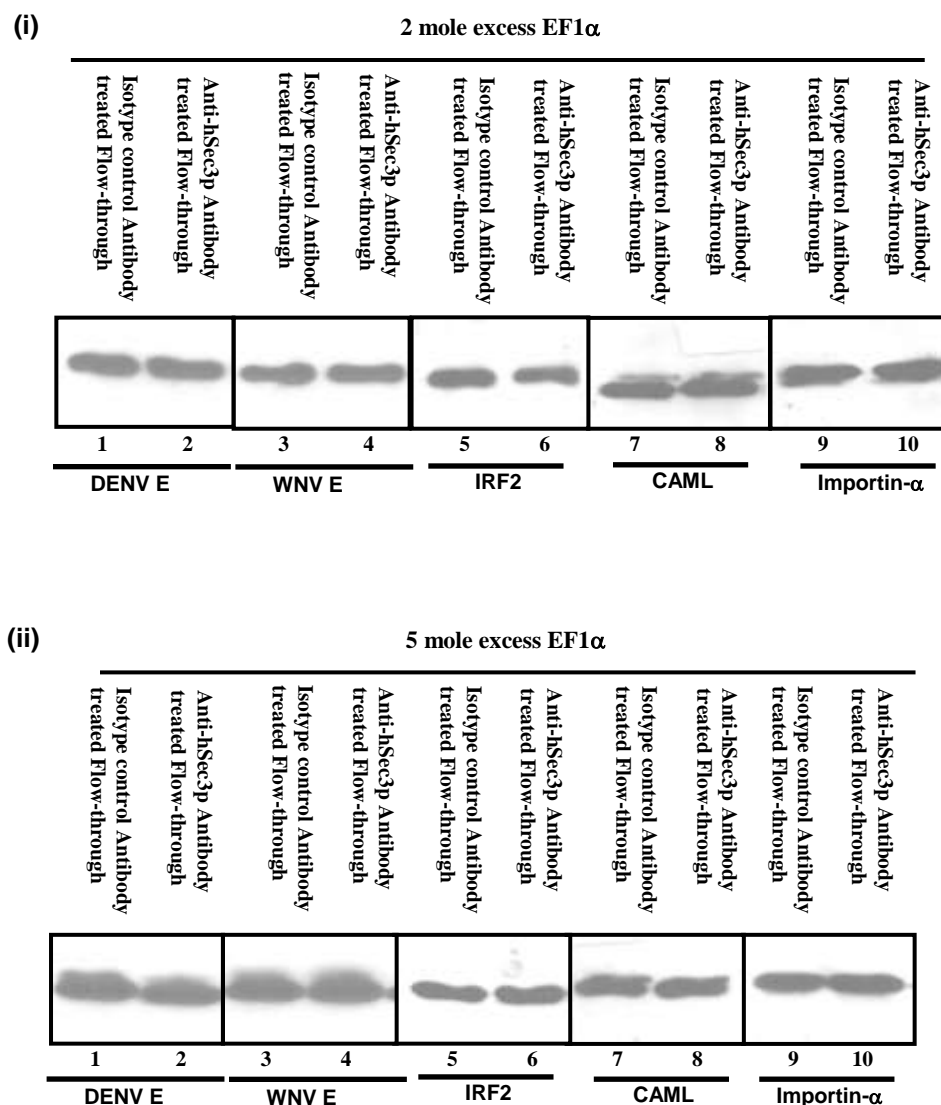 (i)
2 mole excess EF1α
Isotype control Antibody
treated Flow-through
Anti-hSec3p Antibody
treated Flow-through
Isotype control Antibody
treated Flow-through
Anti-hSec3p Antibody
treated Flow-through
Isotype control Antibody
treated Flow-through
Anti-hSec3p Antibody
treated Flow-through
Isotype control Antibody
treated Flow-through
Anti-hSec3p Antibody
treated Flow-through
Isotype control Antibody
treated Flow-through
Anti-hSec3p Antibody
treated Flow-through
1 2 3 4 5 6 7 8 9 10
DENV E WNV E IRF2 CAML Importin-α
(ii)
5 mole excess EF1α
Isotype control Antibody
treated Flow-through
Anti-hSec3p Antibody
treated Flow-through
Isotype control Antibody
treated Flow-through
Anti-hSec3p Antibody
treated Flow-through
Isotype control Antibody
treated Flow-through
Anti-hSec3p Antibody
treated Flow-through
Isotype control Antibody
treated Flow-through
Anti-hSec3p Antibody
treated Flow-through
Isotype control Antibody
treated Flow-through
Anti-hSec3p Antibody
treated Flow-through
1 2 3 4 5 6 7 8 9 10
DENV E WNV E IRF2 CAML Importin-α